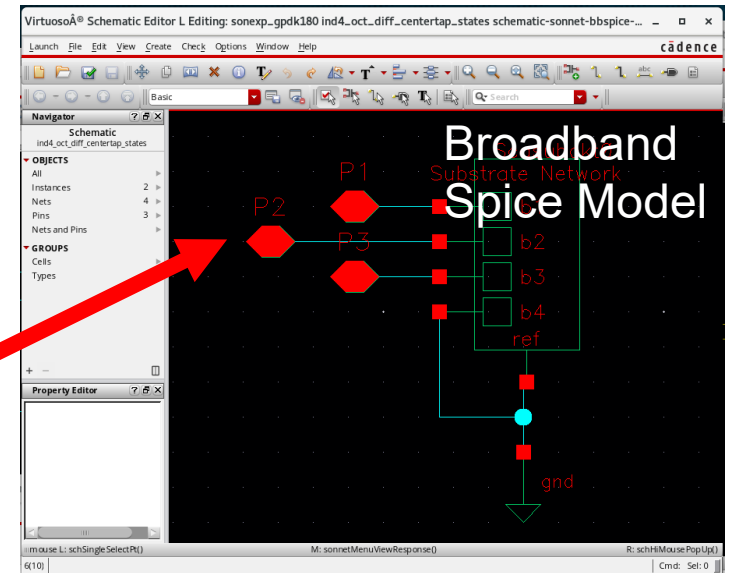 VirtuosoÂ® Schematic Editor L Editing: sonexp_gpdk180 ind4_oct_diff_centertap_states schematic-sonnet-bbspice-...
Launch File Edit View Create Check Options Window Help
cādence
Basic
Search
Navigator
Schematic
ind4_oct_diff_centertap_states
OBJECTS
All
Instances 2
Nets 4
Pins 3
Nets and Pins
GROUPS
Cells
Types
Property Editor
Broadband
Spice Model
Substrate Network
P1
P2
P3
b2
b3
b4
ref
gnd
mouse L: schSingleSelectPt()
M: sonnetMenuViewResponse()
R: schHiMousePopUp()
6(10)
Cmd: Sel: 0